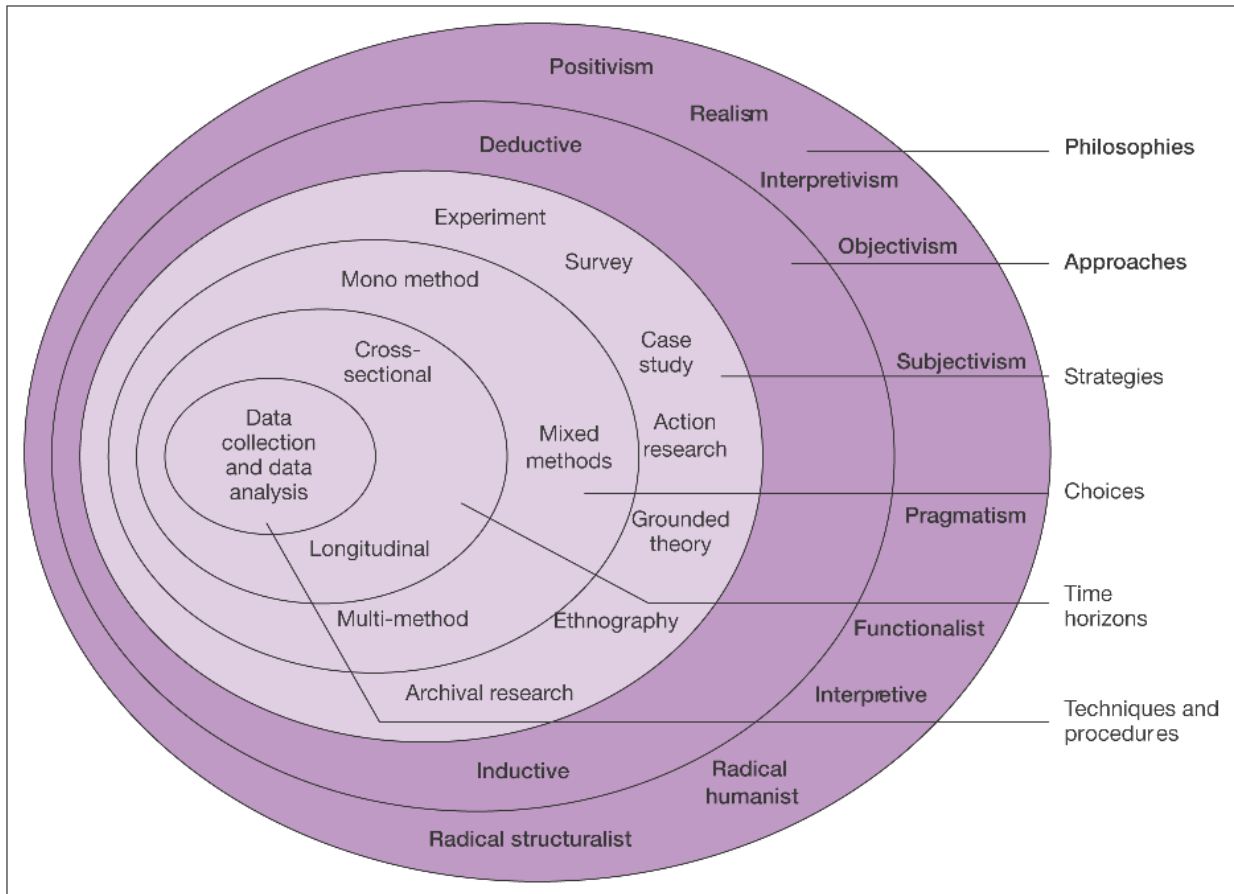 Positivism
Realism
Deductive
Philosophies
Interpretivism
Experiment
Objectivism
Survey
Approaches
Mono method
Case
study
Cross-
sectional
Subjectivism
Strategies
Data
collection
and data
analysis
Mixed
methods
Action
research
Choices
Grounded
theory
Pragmatism
Longitudinal
Time
horizons
Multi-method
Ethnography
Functionalist
Archival research
Interpretive
Techniques and
procedures
Inductive
Radical
humanist
Radical structuralist